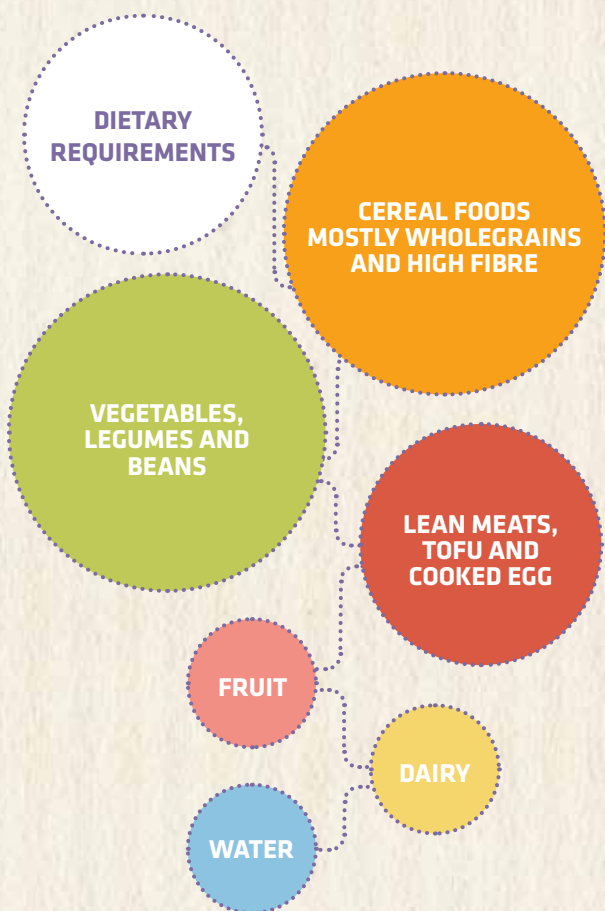 DIETARY
REQUIREMENTS
CEREAL FOODS
MOSTLY WHOLEGRAINS
AND HIGH FIBRE
VEGETABLES,
LEGUMES AND
BEANS
LEAN MEATS,
TOFU AND
COOKED EGG
FRUIT
DAIRY
WATER